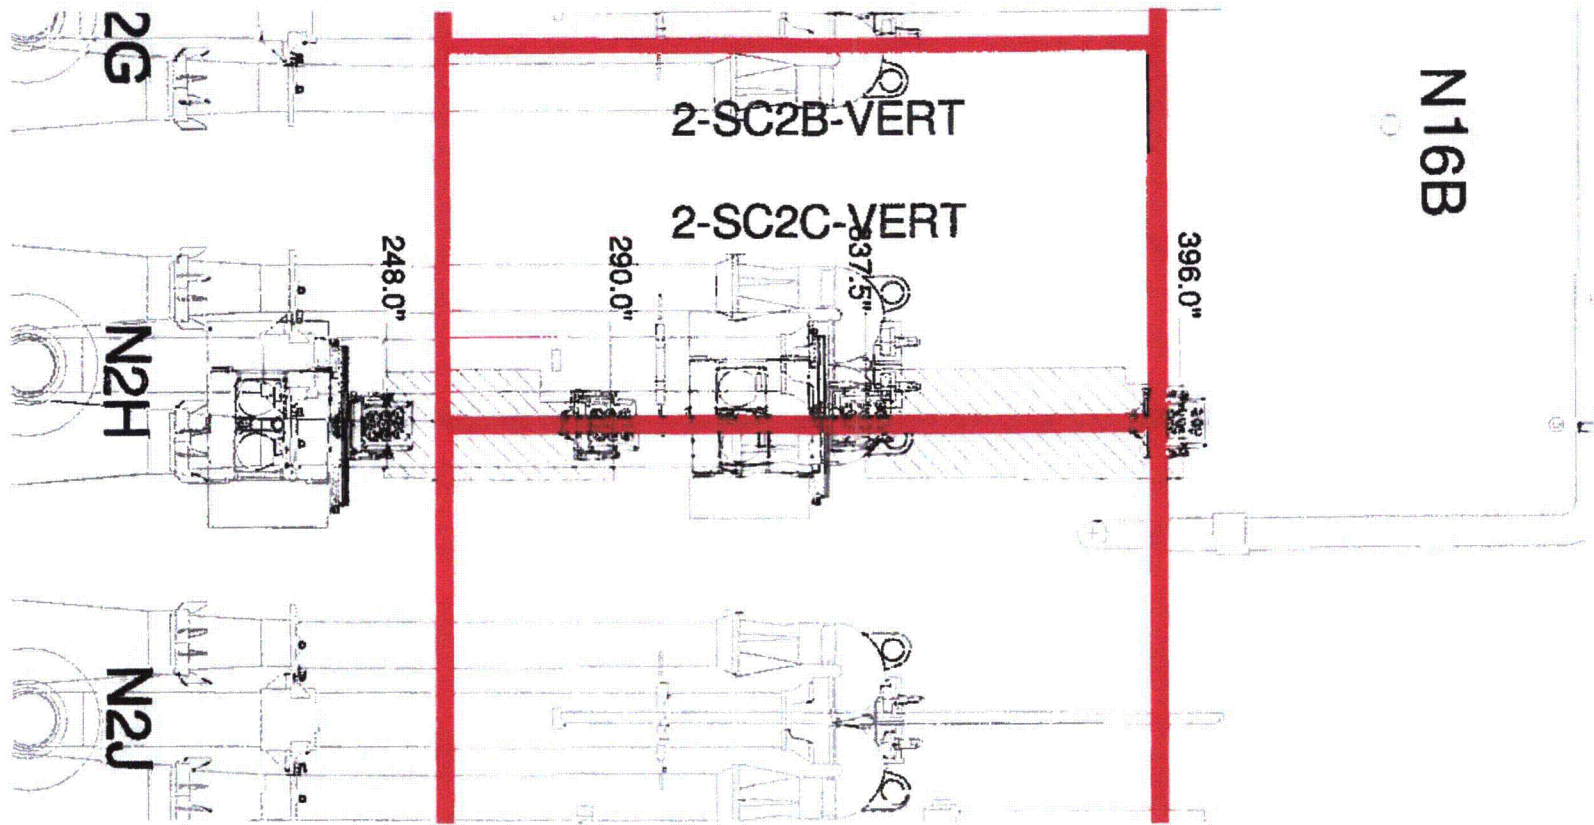 2G
2-SC2B-VERT
N16B
2-SC2C-VERT
248.0"
290.0"
337.5"
396.0"
N2H
N2J